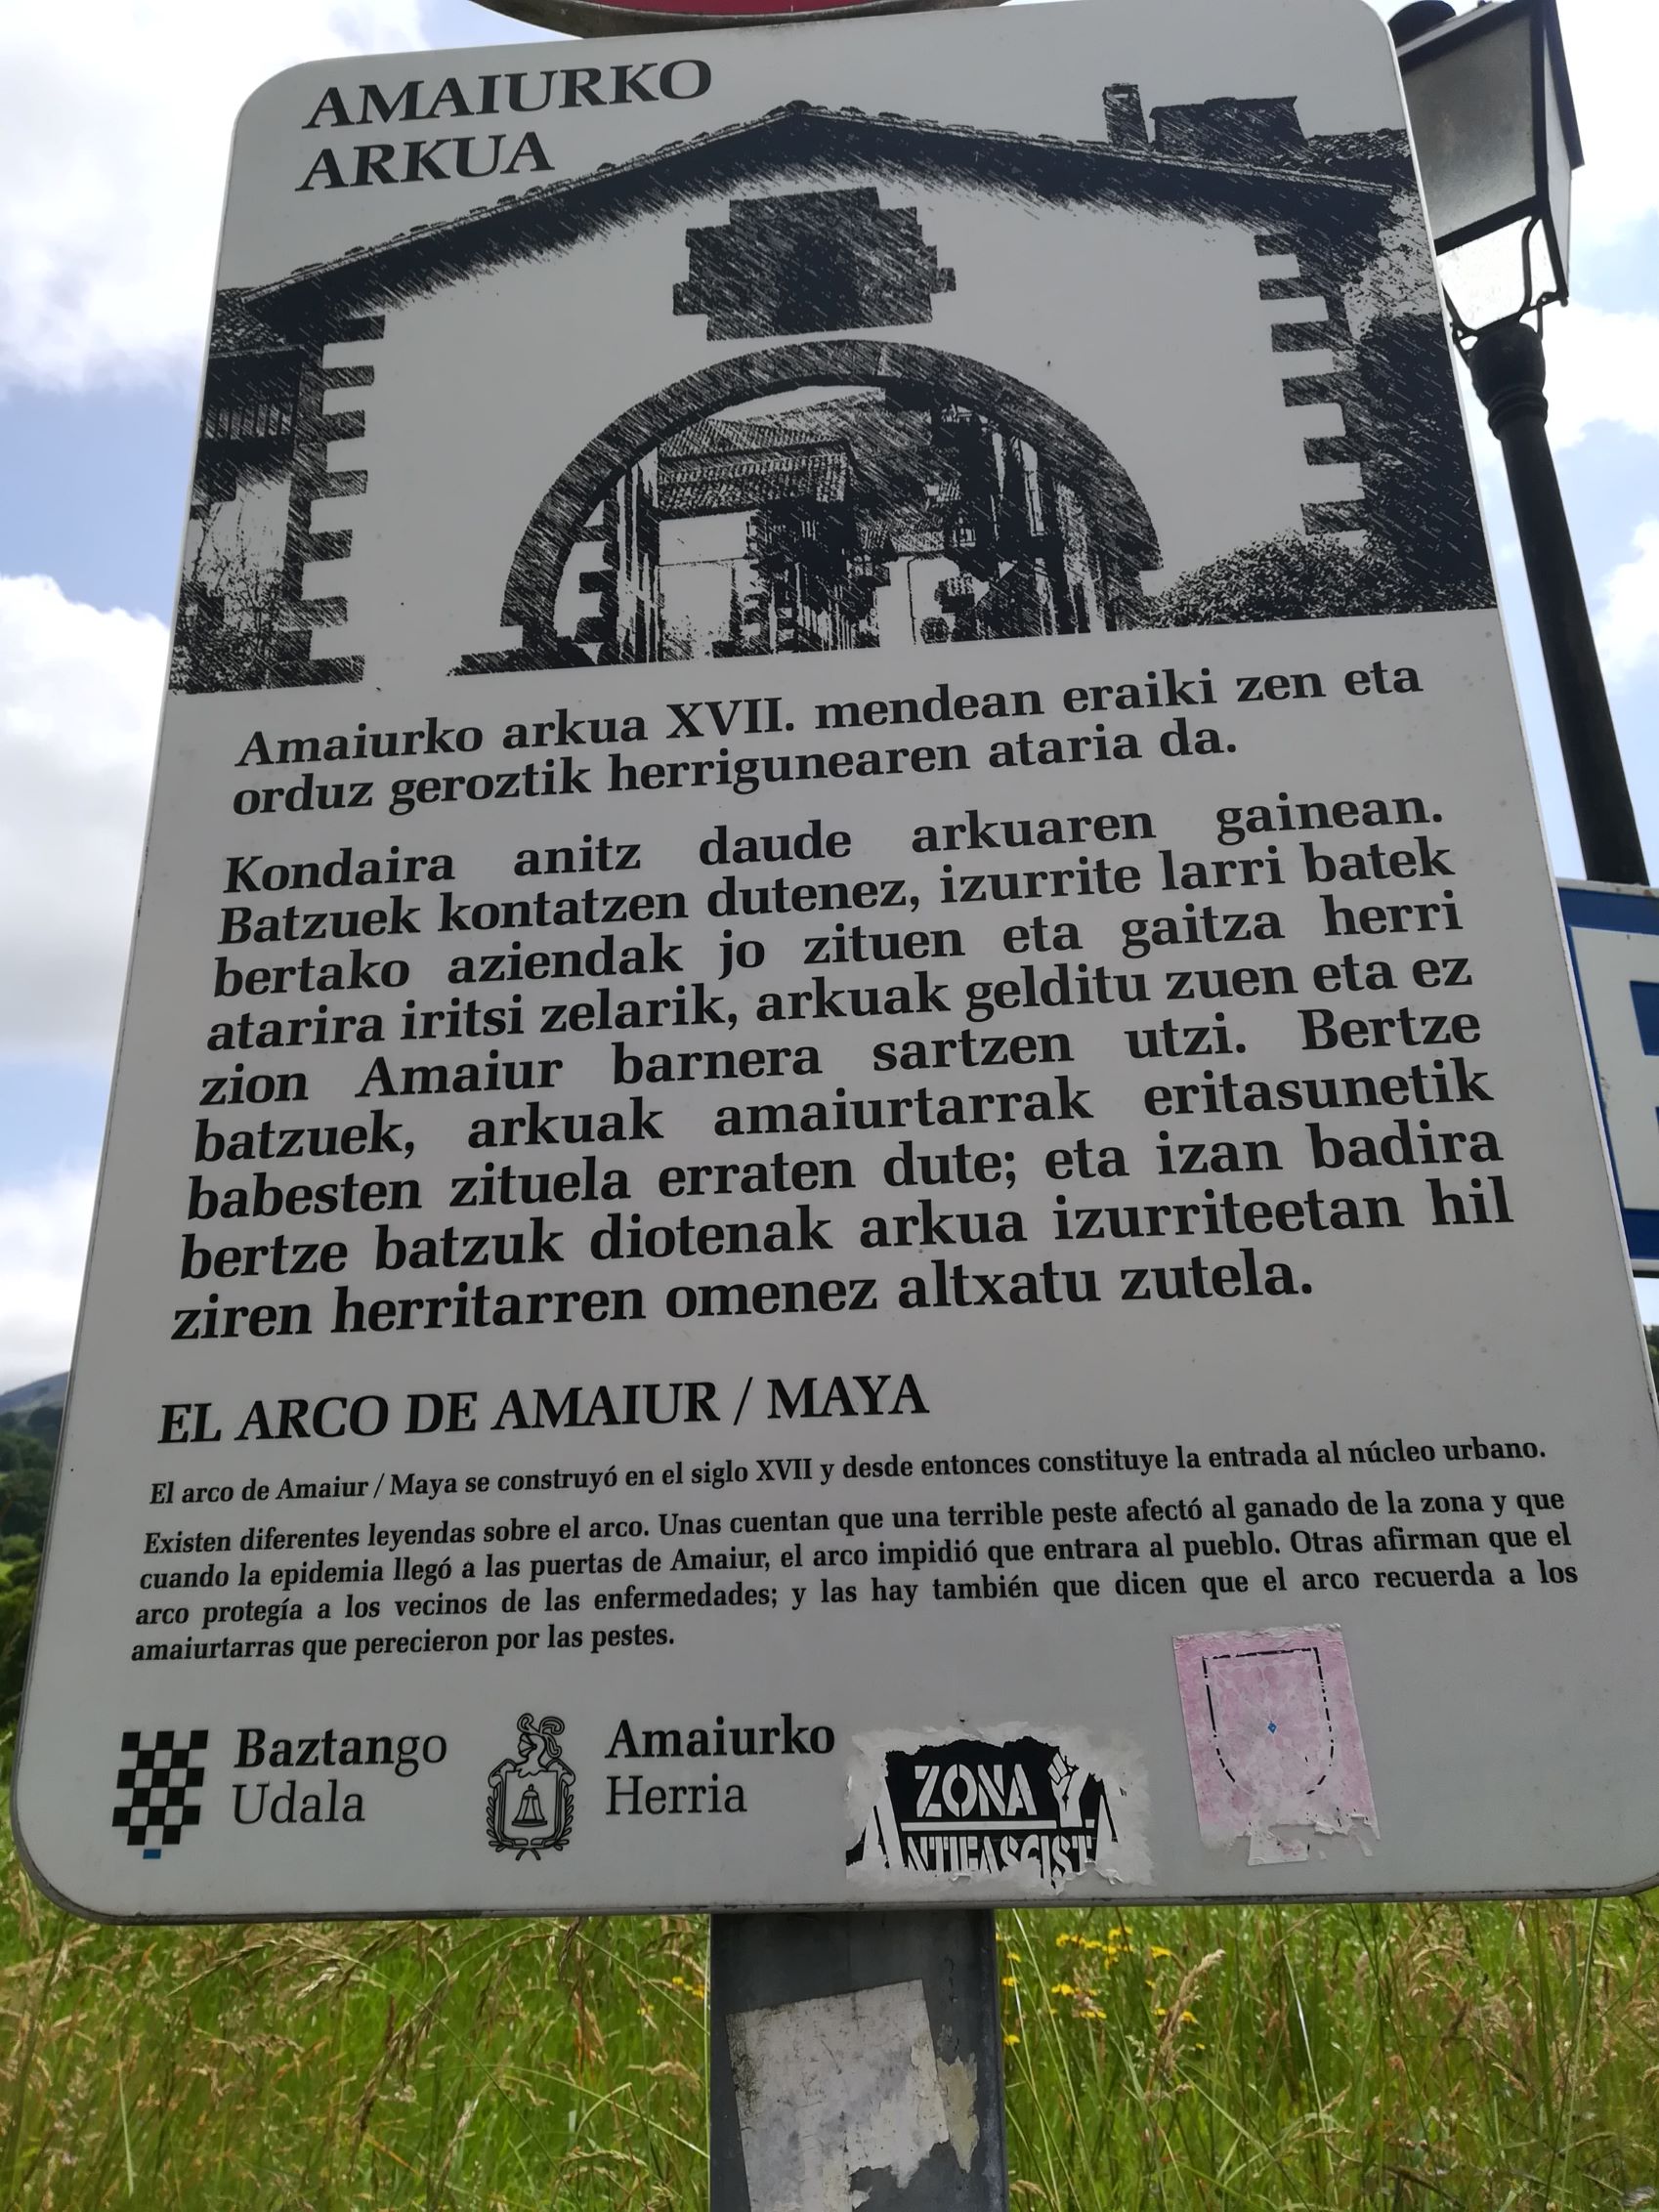 AMAIURKO
ARKUA
Amaiurko arkua XVII. mendean eraiki zen eta
orduz geroztik herrigunearen ataria da.
Kondaira anitz daude arkuaren gainean.
Batzuek kontatzen dutenez, izurrite larri batek
bertako aziendak jo zituen eta gaitza herri
atarira iritsi zelarik, arkuak gelditu zuen eta ez
zion Amaiur barnera sartzen utzi. Bertze
batzuek, arkuak amaiurtarrak eritasunetik
babesten zituela erraten dute; eta izan badira
bertze batzuk diotenak arkua izurriteetan hil
ziren herritarren omenez altxatu zutela.
EL ARCO DE AMAIUR / MAYA
El arco de Amaiur / Maya se construyó en el siglo XVII y desde entonces constituye la entrada al núcleo urbano.
Existen diferentes leyendas sobre el arco. Unas cuentan que una terrible peste afectó al ganado de la zona y que
cuando la epidemia llegó a las puertas de Amaiur, el arco impidió que entrara al pueblo. Otras afirman que el
arco protegía a los vecinos de las enfermedades; y las hay también que dicen que el arco recuerda a los
amaiurtarras que perecieron por las pestes.
Baztango
Udala
Amaiurko
Herria
ZONA
ANTIFASCISTA